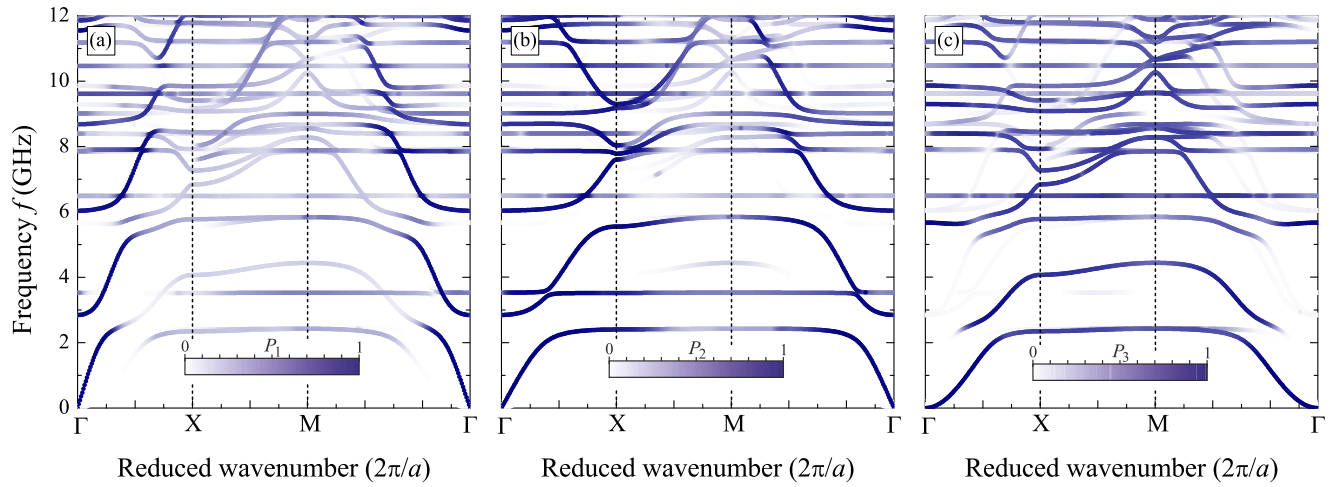 12
10
8
6
4
2
0
Frequency f (GHz)
(a)
0 P1 1
Γ X M Γ
Reduced wavenumber (2π/a)
(b)
0 P2 1
Γ X M Γ
Reduced wavenumber (2π/a)
(c)
0 P3 1
Γ X M Γ
Reduced wavenumber (2π/a)